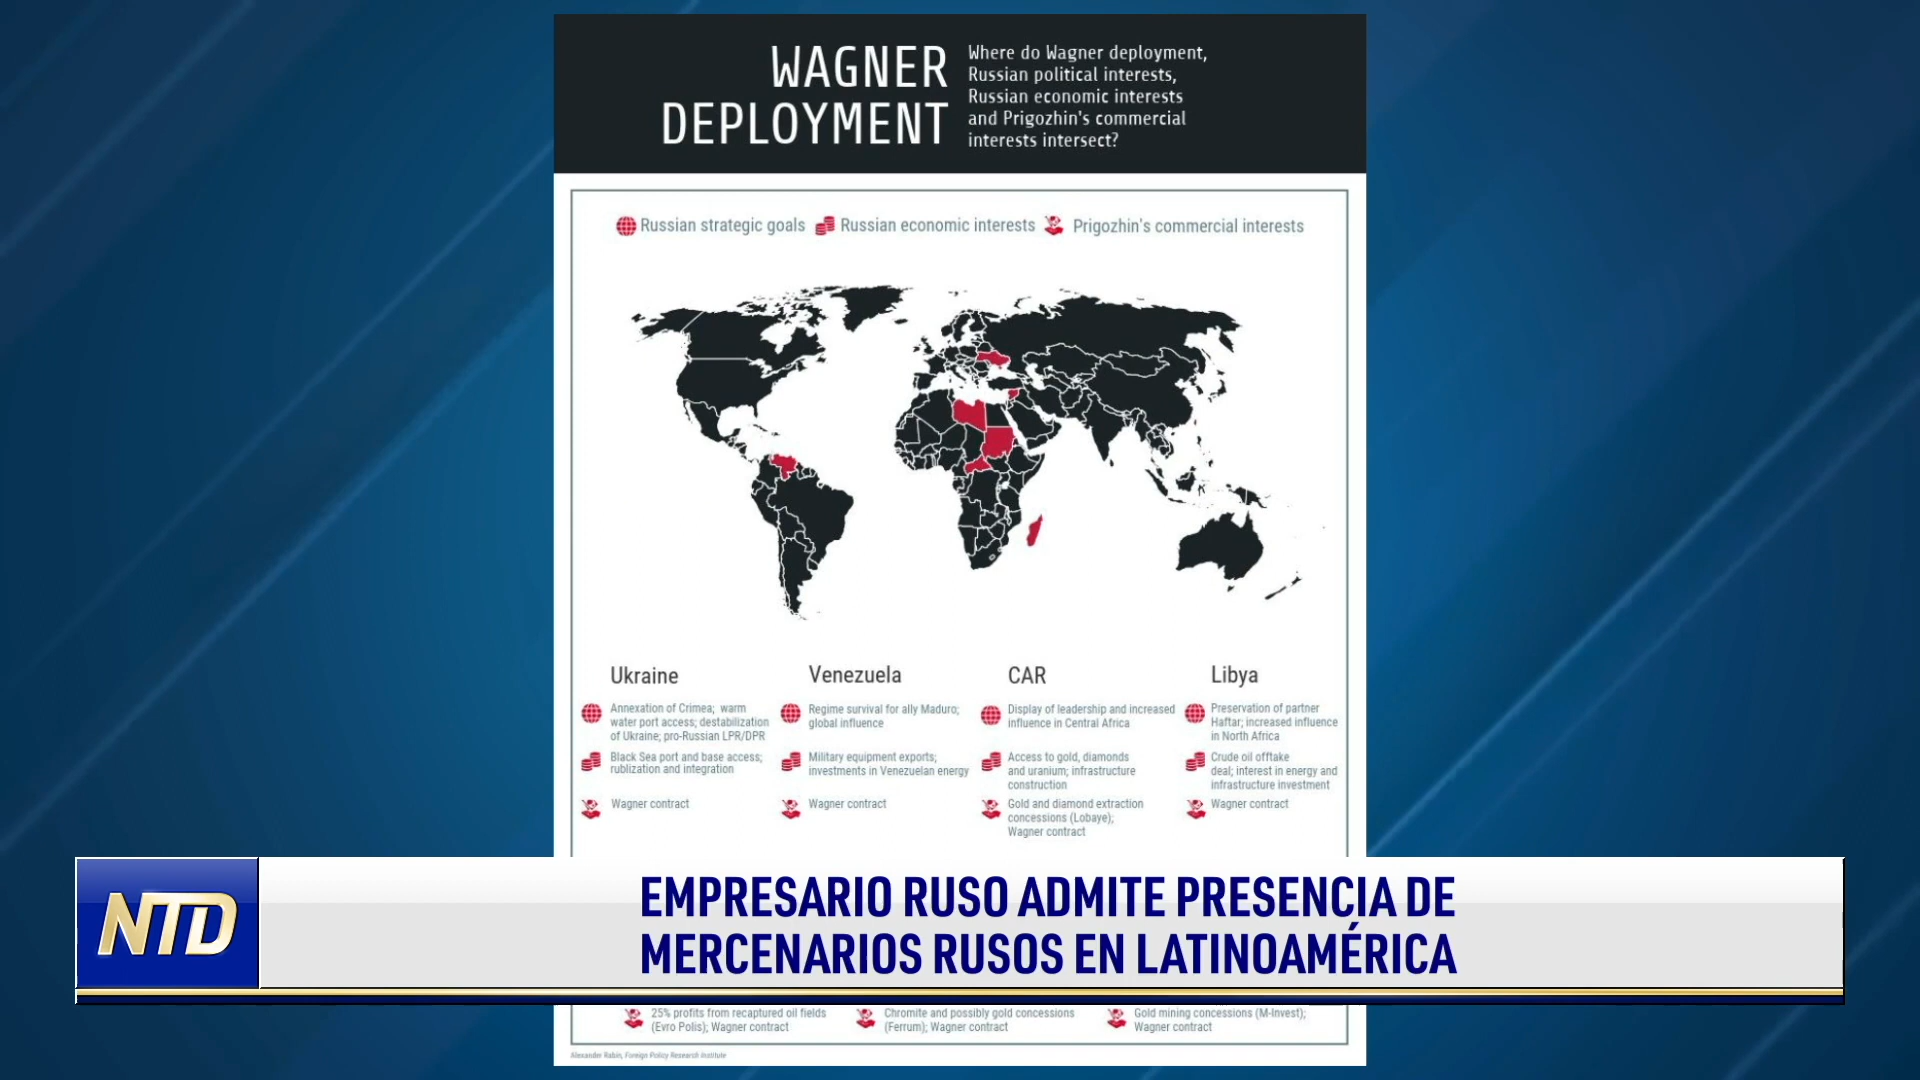 WAGNER
DEPLOYMENT
Where do Wagner deployment,
Russian political interests,
Russian economic interests
and Prigozhin's commercial
interests intersect?
Russian strategic goals
Russian economic interests
Prigozhin's commercial interests
Ukraine
Annexation of Crimea; warm
water port access; destabilization
of Ukraine; pro-Russian LPR/DPR
Black Sea port and base access;
rublization and integration
Wagner contract
Venezuela
Regime survival for ally Maduro;
global influence
Military equipment exports;
investments in Venezuelan energy
Wagner contract
CAR
Display of leadership and increased
influence in Central Africa
Access to gold, diamonds
and uranium; infrastructure
construction
Gold and diamond extraction
concessions (Lobaye);
Wagner contract
Libya
Preservation of partner
Haftar; increased influence
in North Africa
Crude oil offtake
deal; interest in energy and
infrastructure investment
Wagner contract
NTD
EMPRESARIO RUSO ADMITE PRESENCIA DE
MERCENARIOS RUSOS EN LATINOAMÉRICA
25% profits from recaptured oil fields
(Evro Polis); Wagner contract
Chromite and possibly gold concessions
(Ferrum); Wagner contract
Gold mining concessions (M-Invest);
Wagner contract
Alexander Rabin, Foreign Policy Research Institute